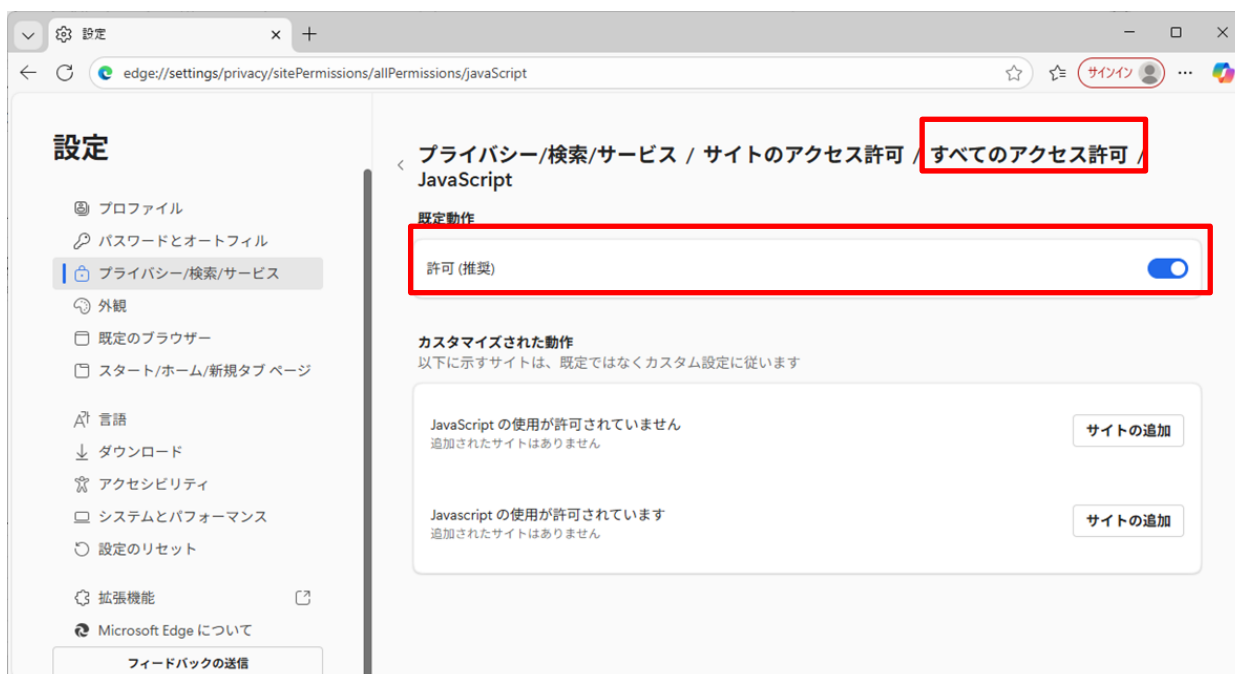 設定
edge://settings/privacy/sitePermissions/allPermissions/javaScript
サインイン
設定
プロファイル
パスワードとオートフィル
プライバシー/検索/サービス
外観
既定のブラウザー
スタート/ホーム/新規タブ ページ
言語
ダウンロード
アクセシビリティ
システムとパフォーマンス
設定のリセット
拡張機能
Microsoft Edge について
フィードバックの送信
プライバシー/検索/サービス / サイトのアクセス許可 / すべてのアクセス許可 /
JavaScript
既定動作
許可 (推奨)
カスタマイズされた動作
以下に示すサイトは、既定ではなくカスタム設定に従います
JavaScript の使用が許可されていません
追加されたサイトはありません
サイトの追加
Javascript の使用が許可されています
追加されたサイトはありません
サイトの追加